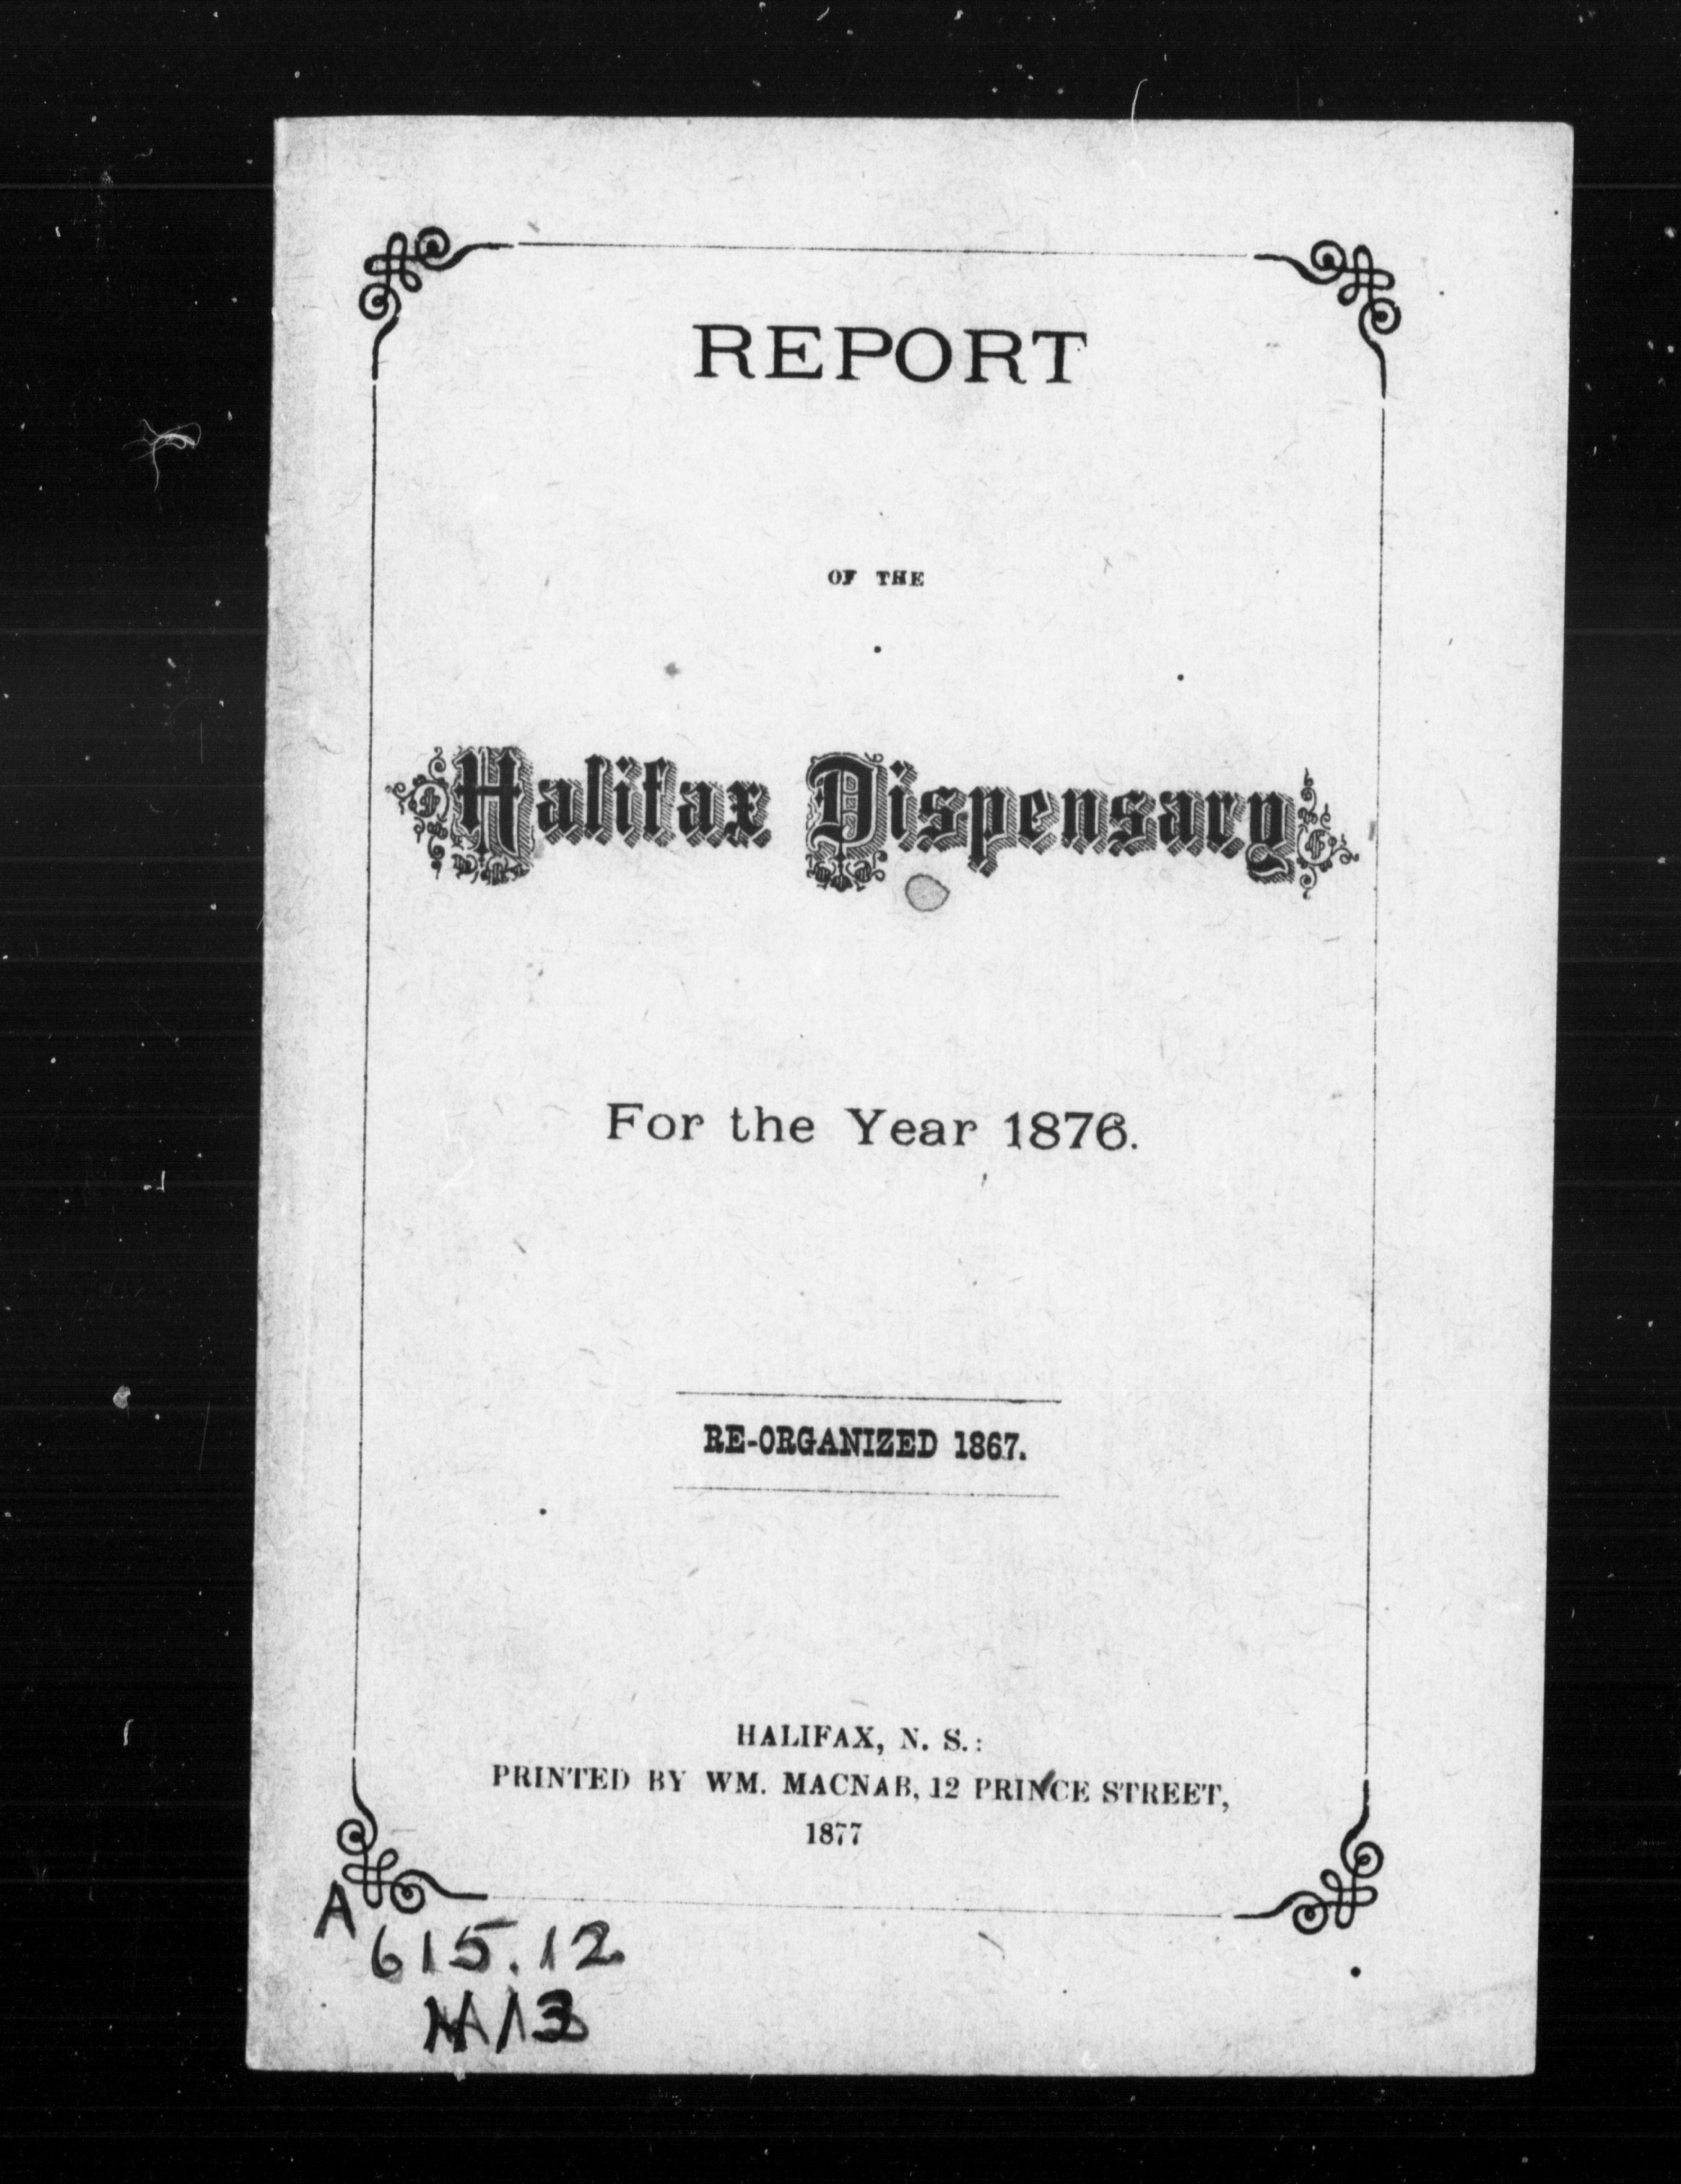 REPORT
OF THE
Halifax Dispensary
For the Year 1876.
RE-ORGANIZED 1867.
HALIFAX, N. S.:
PRINTED BY WM. MACNAB, 12 PRINCE STREET,
1877
A
615.12